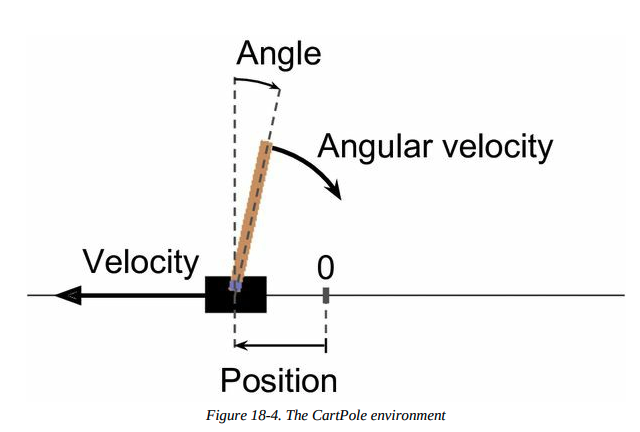 Angle
Angular velocity
Velocity
0
Position
Figure 18-4. The CartPole environment